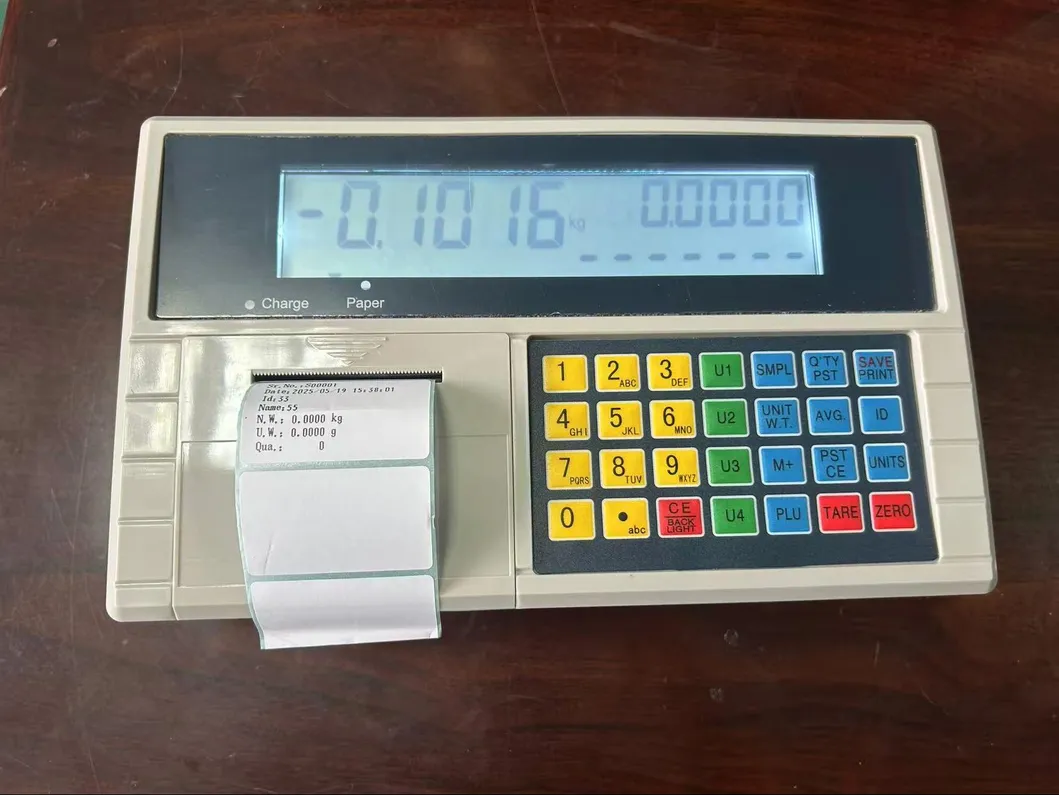 -0.1016 kg 0.0000
-------
Charge Paper
Sr.No.:S00001
Date:2025/05/19 15:38:01
Id:33
Name:55
N.W.: 0.0000 kg
U.W.: 0.0000 g
Qua.: 0
1 2 ABC 3 DEF U1 SMPL Q'TY PST SAVE PRINT
4 GHI 5 JKL 6 MNO U2 UNIT W.T. AVG. ID
7 PQRS 8 TUV 9 WXYZ U3 M+ PST CE UNITS
0 • abc CE BACK LIGHT U4 PLU TARE ZERO